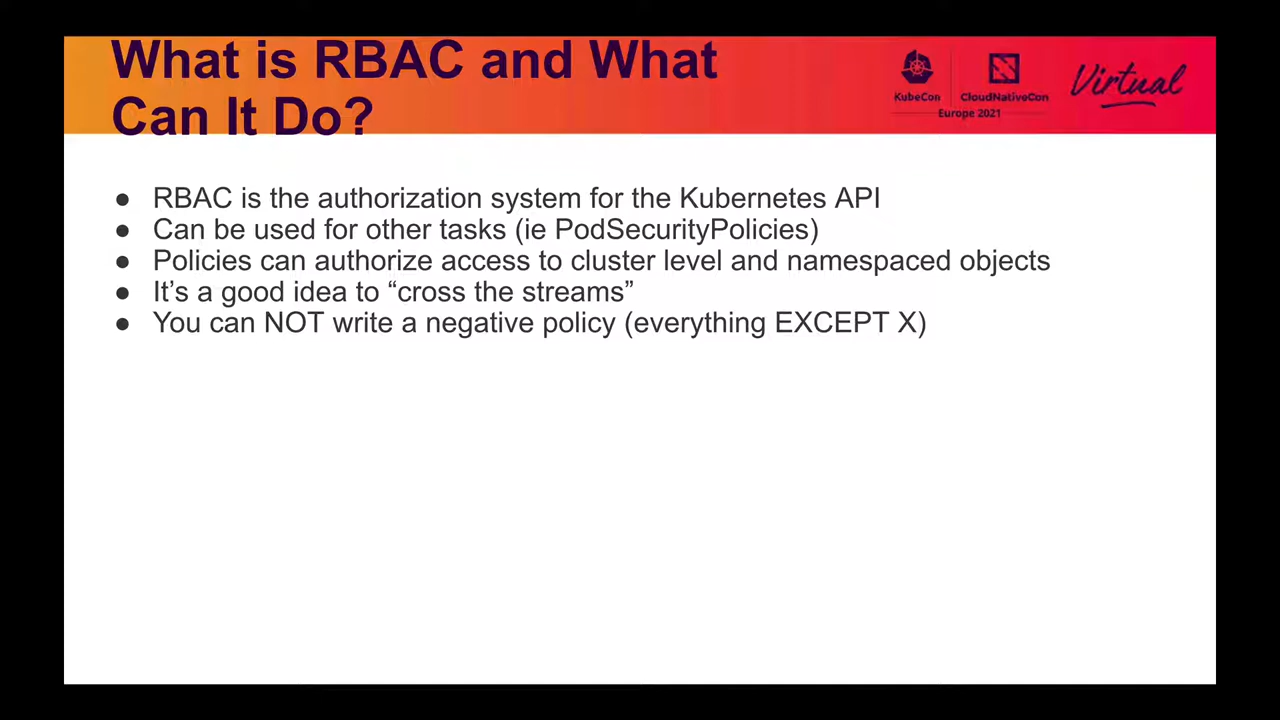 What is RBAC and What
Can It Do?
KubeCon
CloudNativeCon
Europe 2021
Virtual
● RBAC is the authorization system for the Kubernetes API
● Can be used for other tasks (ie PodSecurityPolicies)
● Policies can authorize access to cluster level and namespaced objects
● It’s a good idea to “cross the streams”
● You can NOT write a negative policy (everything EXCEPT X)